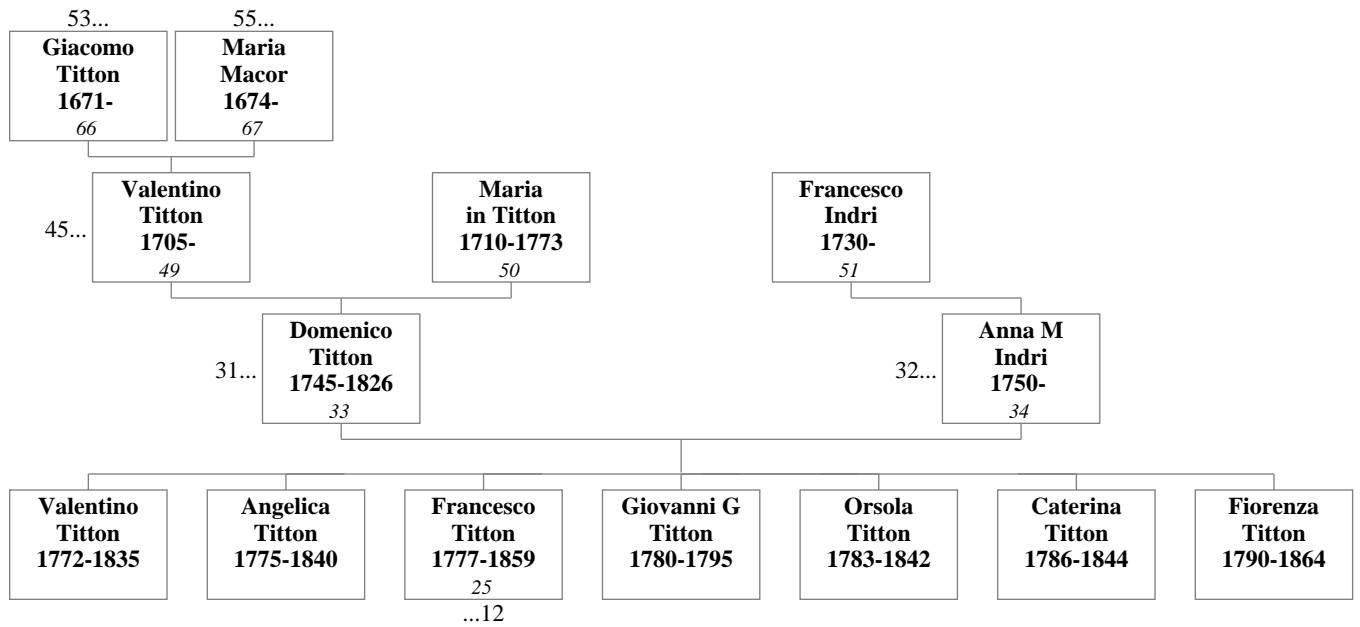 53...
55...
Giacomo
Titton
1671-
66
Maria
Macor
1674-
67
45...
Valentino
Titton
1705-
49
Maria
in Titton
1710-1773
50
Francesco
Indri
1730-
51
31...
Domenico
Titton
1745-1826
33
32...
Anna M
Indri
1750-
34
Valentino
Titton
1772-1835
Angelica
Titton
1775-1840
Francesco
Titton
1777-1859
25
...12
Giovanni G
Titton
1780-1795
Orsola
Titton
1783-1842
Caterina
Titton
1786-1844
Fiorenza
Titton
1790-1864